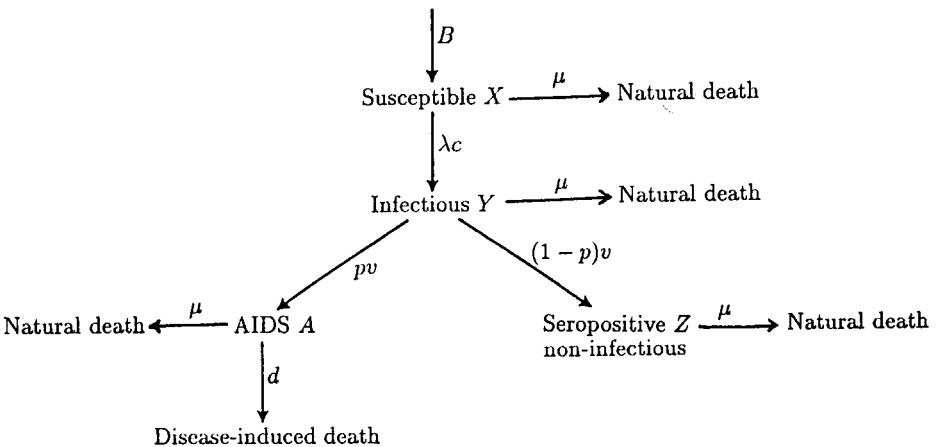 B
μ
Susceptible X
Natural death
λc
μ
Infectious Y
Natural death
pv
(1 − p)v
μ
μ
Natural death
AIDS A
Seropositive Z
Natural death
non-infectious
d
Disease-induced death